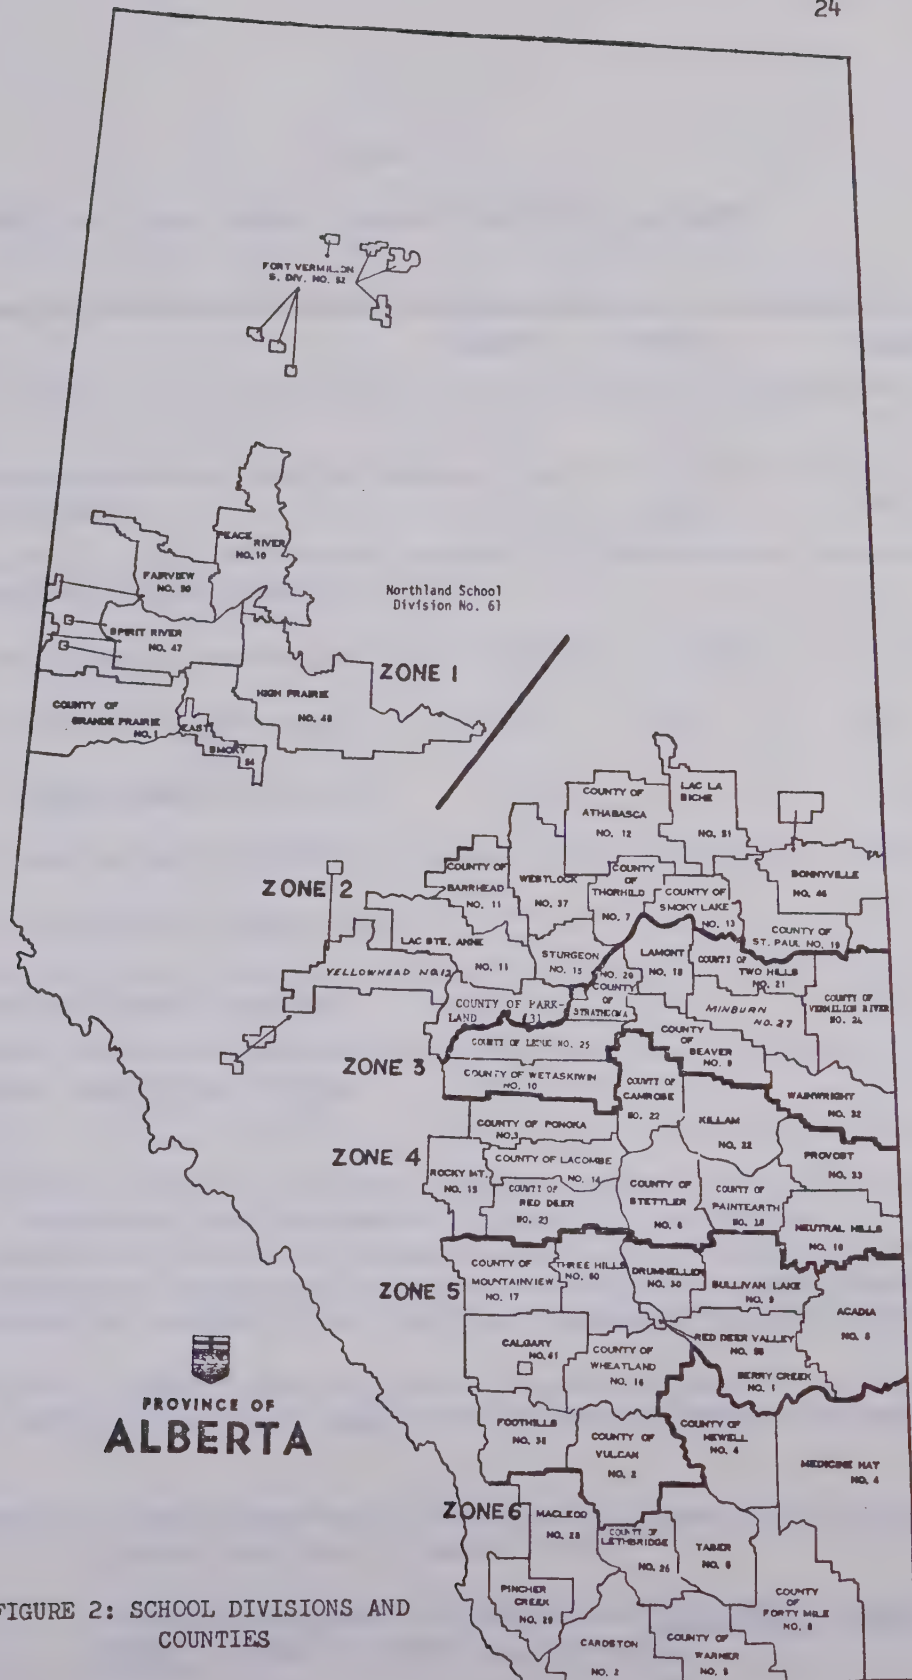 24
FORT VERMILION
S. DIV. NO. 52
PEACE
RIVER
NO. 10
FAIRVIEW
NO. 50
Northland School
Division No. 61
SPIRIT RIVER
NO. 47
ZONE 1
HIGH PRAIRIE
NO. 48
COUNTY OF
GRANDE PRAIRIE
NO. 1
EAST
SMOKY
54
COUNTY OF
ATHABASCA
NO. 12
LAC LA
BICHE
NO. 51
ZONE 2
COUNTY OF
BARRHEAD
NO. 11
WESTLOCK
NO. 37
COUNTY
OF
THORHILD
NO. 7
COUNTY OF
SMOKY LAKE
NO. 13
BONNYVILLE
NO. 46
COUNTY OF
ST. PAUL NO. 19
LAC STE. ANNE
NO. 11
STURGEON
NO. 15
LAMONT
NO. 18
COUNTY OF
TWO HILLS
NO. 21
YELLOWHEAD NO. 12
NO. 20
COUNTY
OF
STRATHCONA
MINBURN
NO. 27
COUNTY OF
VERMILION RIVER
NO. 24
COUNTY OF PARK-
LAND
31
COUNTY OF LEDUC NO. 25
COUNTY
OF
BEAVER
NO. 9
ZONE 3
COUNTY OF WETASKIWIN
NO. 10
COUNTY OF
CAMROSE
NO. 22
WAINWRIGHT
NO. 32
COUNTY OF PONOKA
NO. 3
KILLAM
NO. 22
ZONE 4
COUNTY OF LACOMBE
NO. 14
PROVOST
NO. 33
ROCKY MT.
NO. 15
COUNTY OF
RED DEER
NO. 23
COUNTY OF
STETTLER
NO. 6
COUNTY OF
PAINTEARTH
NO. 18
NEUTRAL HILLS
NO. 16
ZONE 5
COUNTY OF
MOUNTAINVIEW
NO. 17
THREE HILLS
NO. 60
DRUMHELLER
NO. 30
SULLIVAN LAKE
NO. 9
ACADIA
NO. 8
CALGARY
NO. 41
COUNTY OF
WHEATLAND
NO. 16
RED DEER VALLEY
NO. 55
BERRY CREEK
NO. 1
PROVINCE OF
ALBERTA
FOOTHILLS
NO. 38
COUNTY OF
VULCAN
NO. 2
COUNTY OF
NEWELL
NO. 4
MEDICINE HAT
NO. 4
ZONE 6
MACLEOD
NO. 28
COUNTY OF
LETHBRIDGE
NO. 26
TABER
NO. 6
PINCHER
CREEK
NO. 29
COUNTY
OF
FORTY MILE
NO. 8
CARDSTON
NO. 2
COUNTY OF
WARNER
NO. 5
FIGURE 2: SCHOOL DIVISIONS AND
COUNTIES